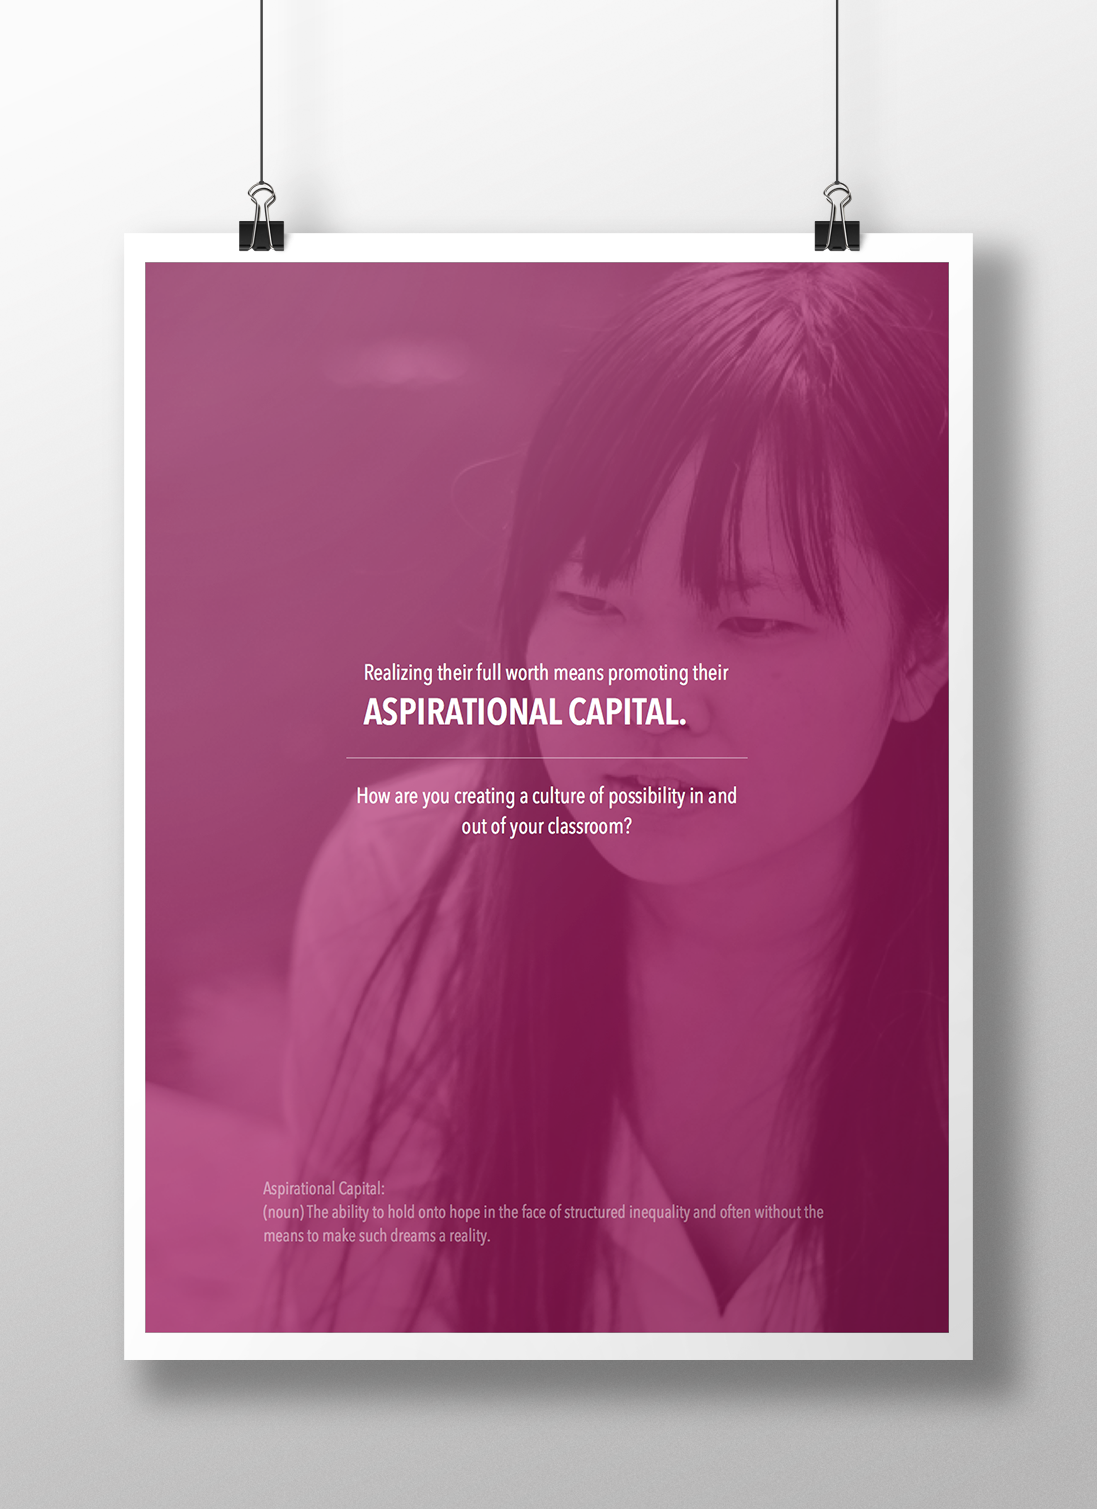 Realizing their full worth means promoting their
ASPIRATIONAL CAPITAL.
How are you creating a culture of possibility in and
out of your classroom?
Aspirational Capital:
(noun) The ability to hold onto hope in the face of structured inequality and often without the
means to make such dreams a reality.